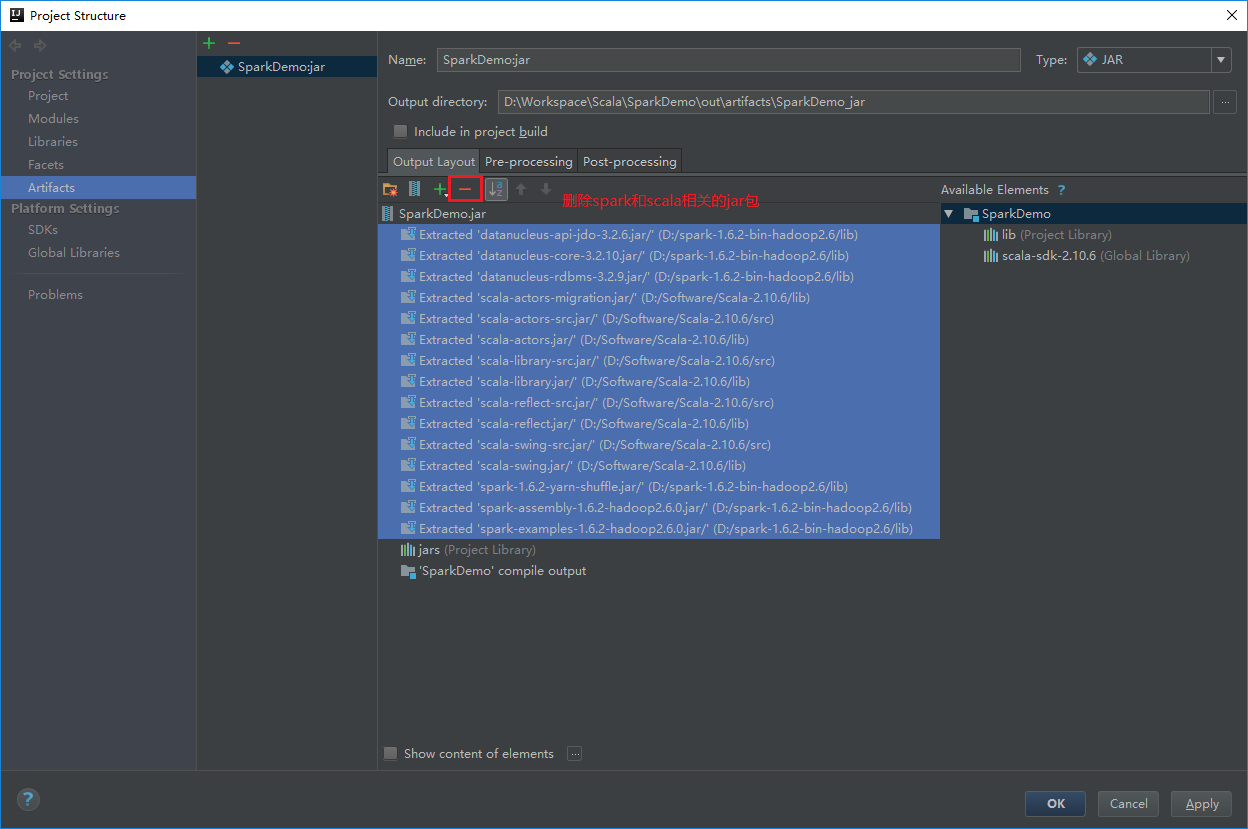 Project Structure
Project Settings
Project
Modules
Libraries
Facets
Artifacts
Platform Settings
SDKs
Global Libraries
Problems
SparkDemo:jar
Name: SparkDemo:jar
Type: JAR
Output directory: D:\Workspace\Scala\SparkDemo\out\artifacts\SparkDemo_jar ...
Include in project build
Output Layout Pre-processing Post-processing
删除spark和scala相关的jar包
SparkDemo.jar
Extracted 'datanucleus-api-jdo-3.2.6.jar/' (D:/spark-1.6.2-bin-hadoop2.6/lib)
Extracted 'datanucleus-core-3.2.10.jar/' (D:/spark-1.6.2-bin-hadoop2.6/lib)
Extracted 'datanucleus-rdbms-3.2.9.jar/' (D:/spark-1.6.2-bin-hadoop2.6/lib)
Extracted 'scala-actors-migration.jar/' (D:/Software/Scala-2.10.6/lib)
Extracted 'scala-actors-src.jar/' (D:/Software/Scala-2.10.6/src)
Extracted 'scala-actors.jar/' (D:/Software/Scala-2.10.6/lib)
Extracted 'scala-library-src.jar/' (D:/Software/Scala-2.10.6/src)
Extracted 'scala-library.jar/' (D:/Software/Scala-2.10.6/lib)
Extracted 'scala-reflect-src.jar/' (D:/Software/Scala-2.10.6/src)
Extracted 'scala-reflect.jar/' (D:/Software/Scala-2.10.6/lib)
Extracted 'scala-swing-src.jar/' (D:/Software/Scala-2.10.6/src)
Extracted 'scala-swing.jar/' (D:/Software/Scala-2.10.6/lib)
Extracted 'spark-1.6.2-yarn-shuffle.jar/' (D:/spark-1.6.2-bin-hadoop2.6/lib)
Extracted 'spark-assembly-1.6.2-hadoop2.6.0.jar/' (D:/spark-1.6.2-bin-hadoop2.6/lib)
Extracted 'spark-examples-1.6.2-hadoop2.6.0.jar/' (D:/spark-1.6.2-bin-hadoop2.6/lib)
jars (Project Library)
'SparkDemo' compile output
Available Elements ?
SparkDemo
lib (Project Library)
scala-sdk-2.10.6 (Global Library)
Show content of elements ...
?
OK Cancel Apply